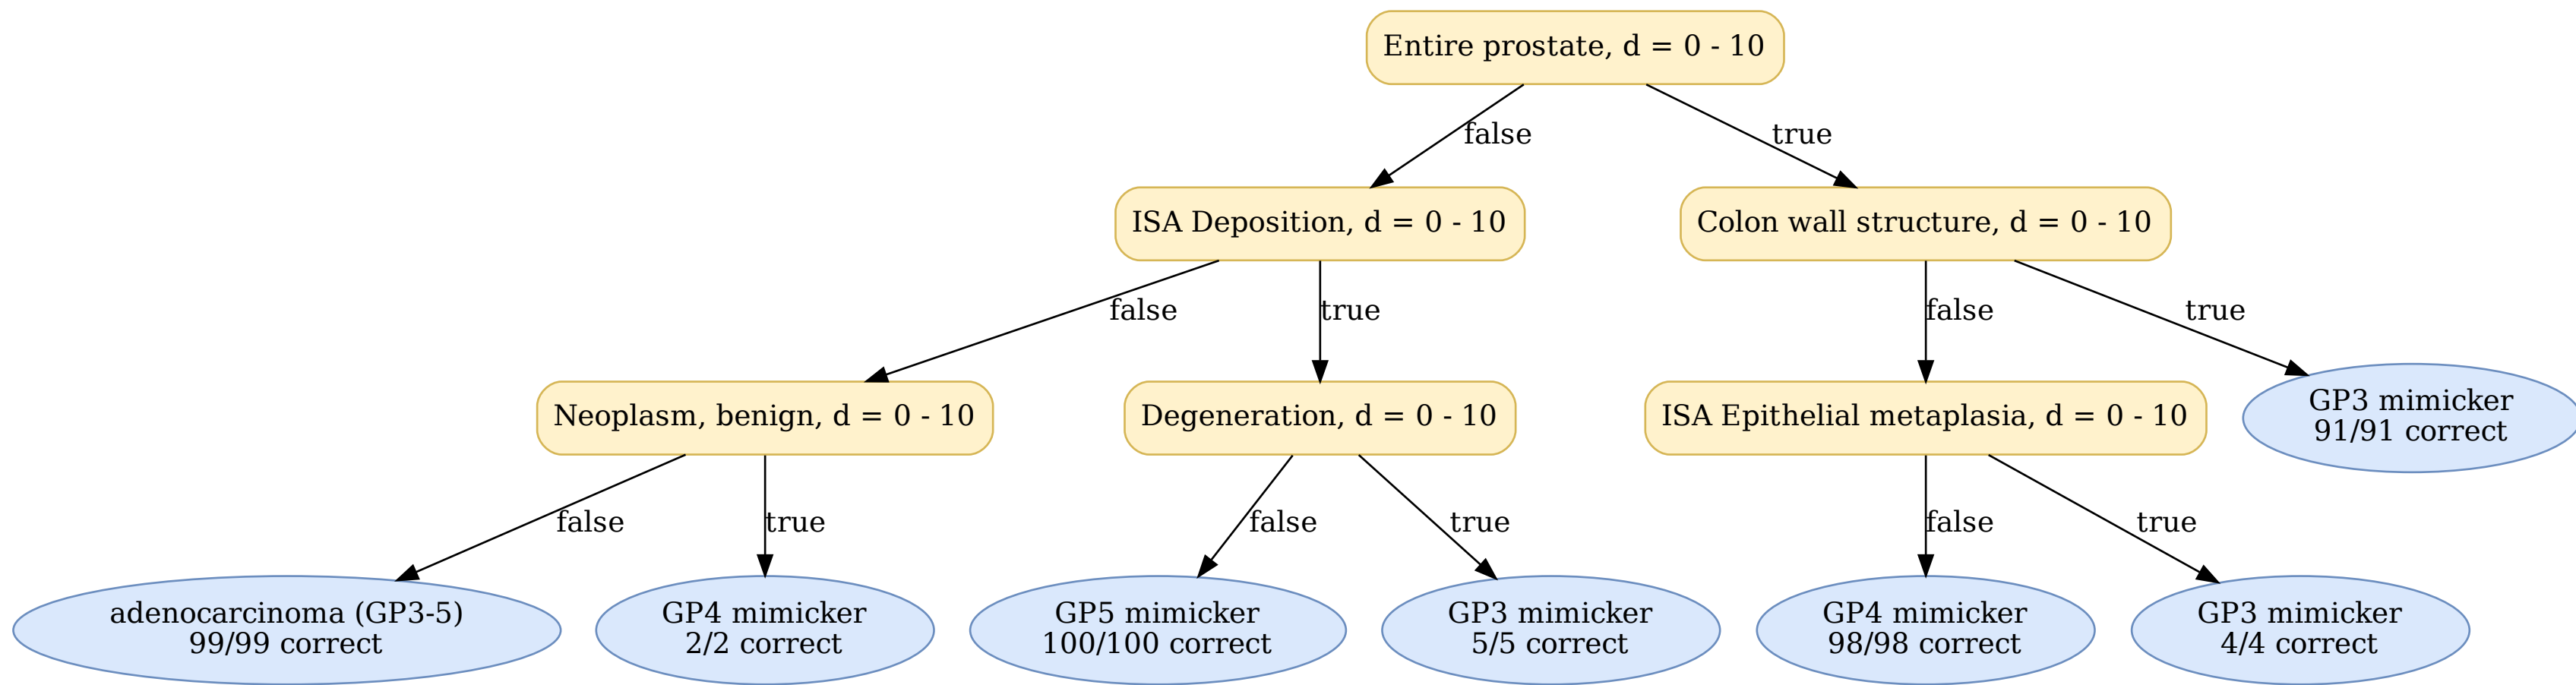 Entire prostate, d = 0 - 10
false
true
ISA Deposition, d = 0 - 10
Colon wall structure, d = 0 - 10
false
true
false
true
Neoplasm, benign, d = 0 - 10
Degeneration, d = 0 - 10
ISA Epithelial metaplasia, d = 0 - 10
GP3 mimicker
91/91 correct
false
true
false
true
false
true
adenocarcinoma (GP3-5)
99/99 correct
GP4 mimicker
2/2 correct
GP5 mimicker
100/100 correct
GP3 mimicker
5/5 correct
GP4 mimicker
98/98 correct
GP3 mimicker
4/4 correct